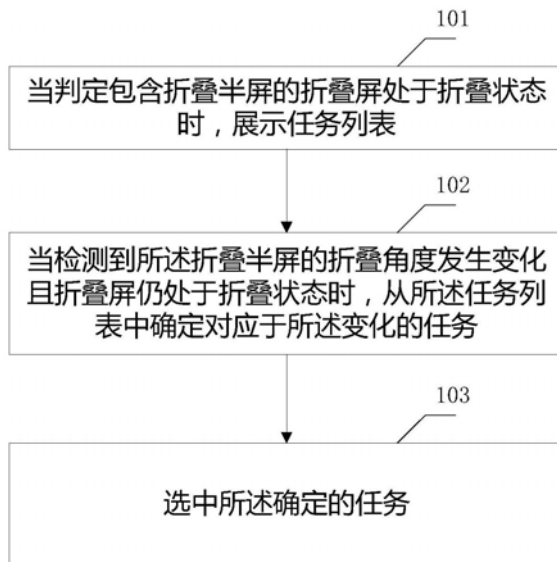 101
当判定包含折叠半屏的折叠屏处于折叠状态
时，展示任务列表
102
当检测到所述折叠半屏的折叠角度发生变化
且折叠屏仍处于折叠状态时，从所述任务列
表中确定对应于所述变化的任务
103
选中所述确定的任务